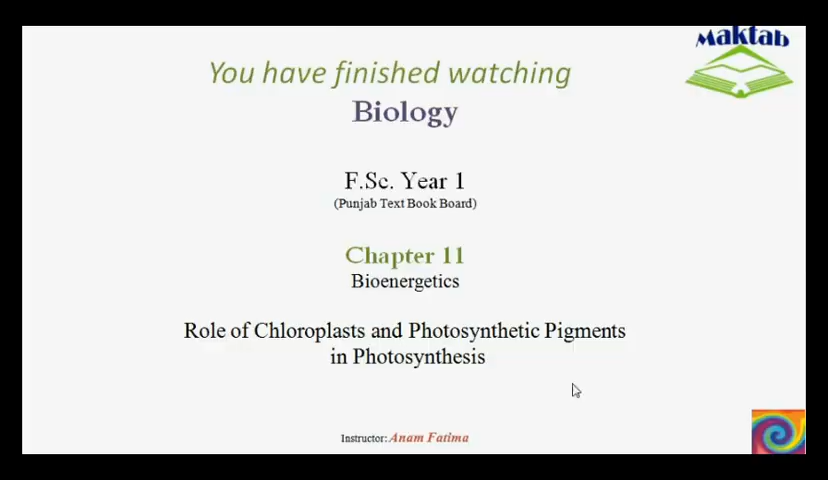 Maktab
You have finished watching
Biology
F.Sc. Year 1
(Punjab Text Book Board)
Chapter 11
Bioenergetics
Role of Chloroplasts and Photosynthetic Pigments
in Photosynthesis
Instructor: Anam Fatima